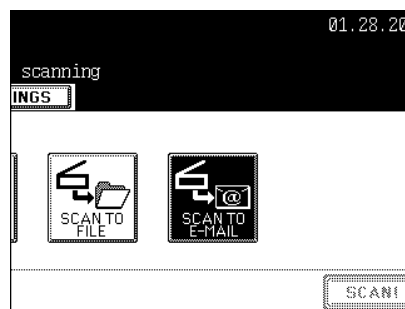 01.28.20
scanning
INGS
SCAN TO
FILE
SCAN TO
E-MAIL
SCAN